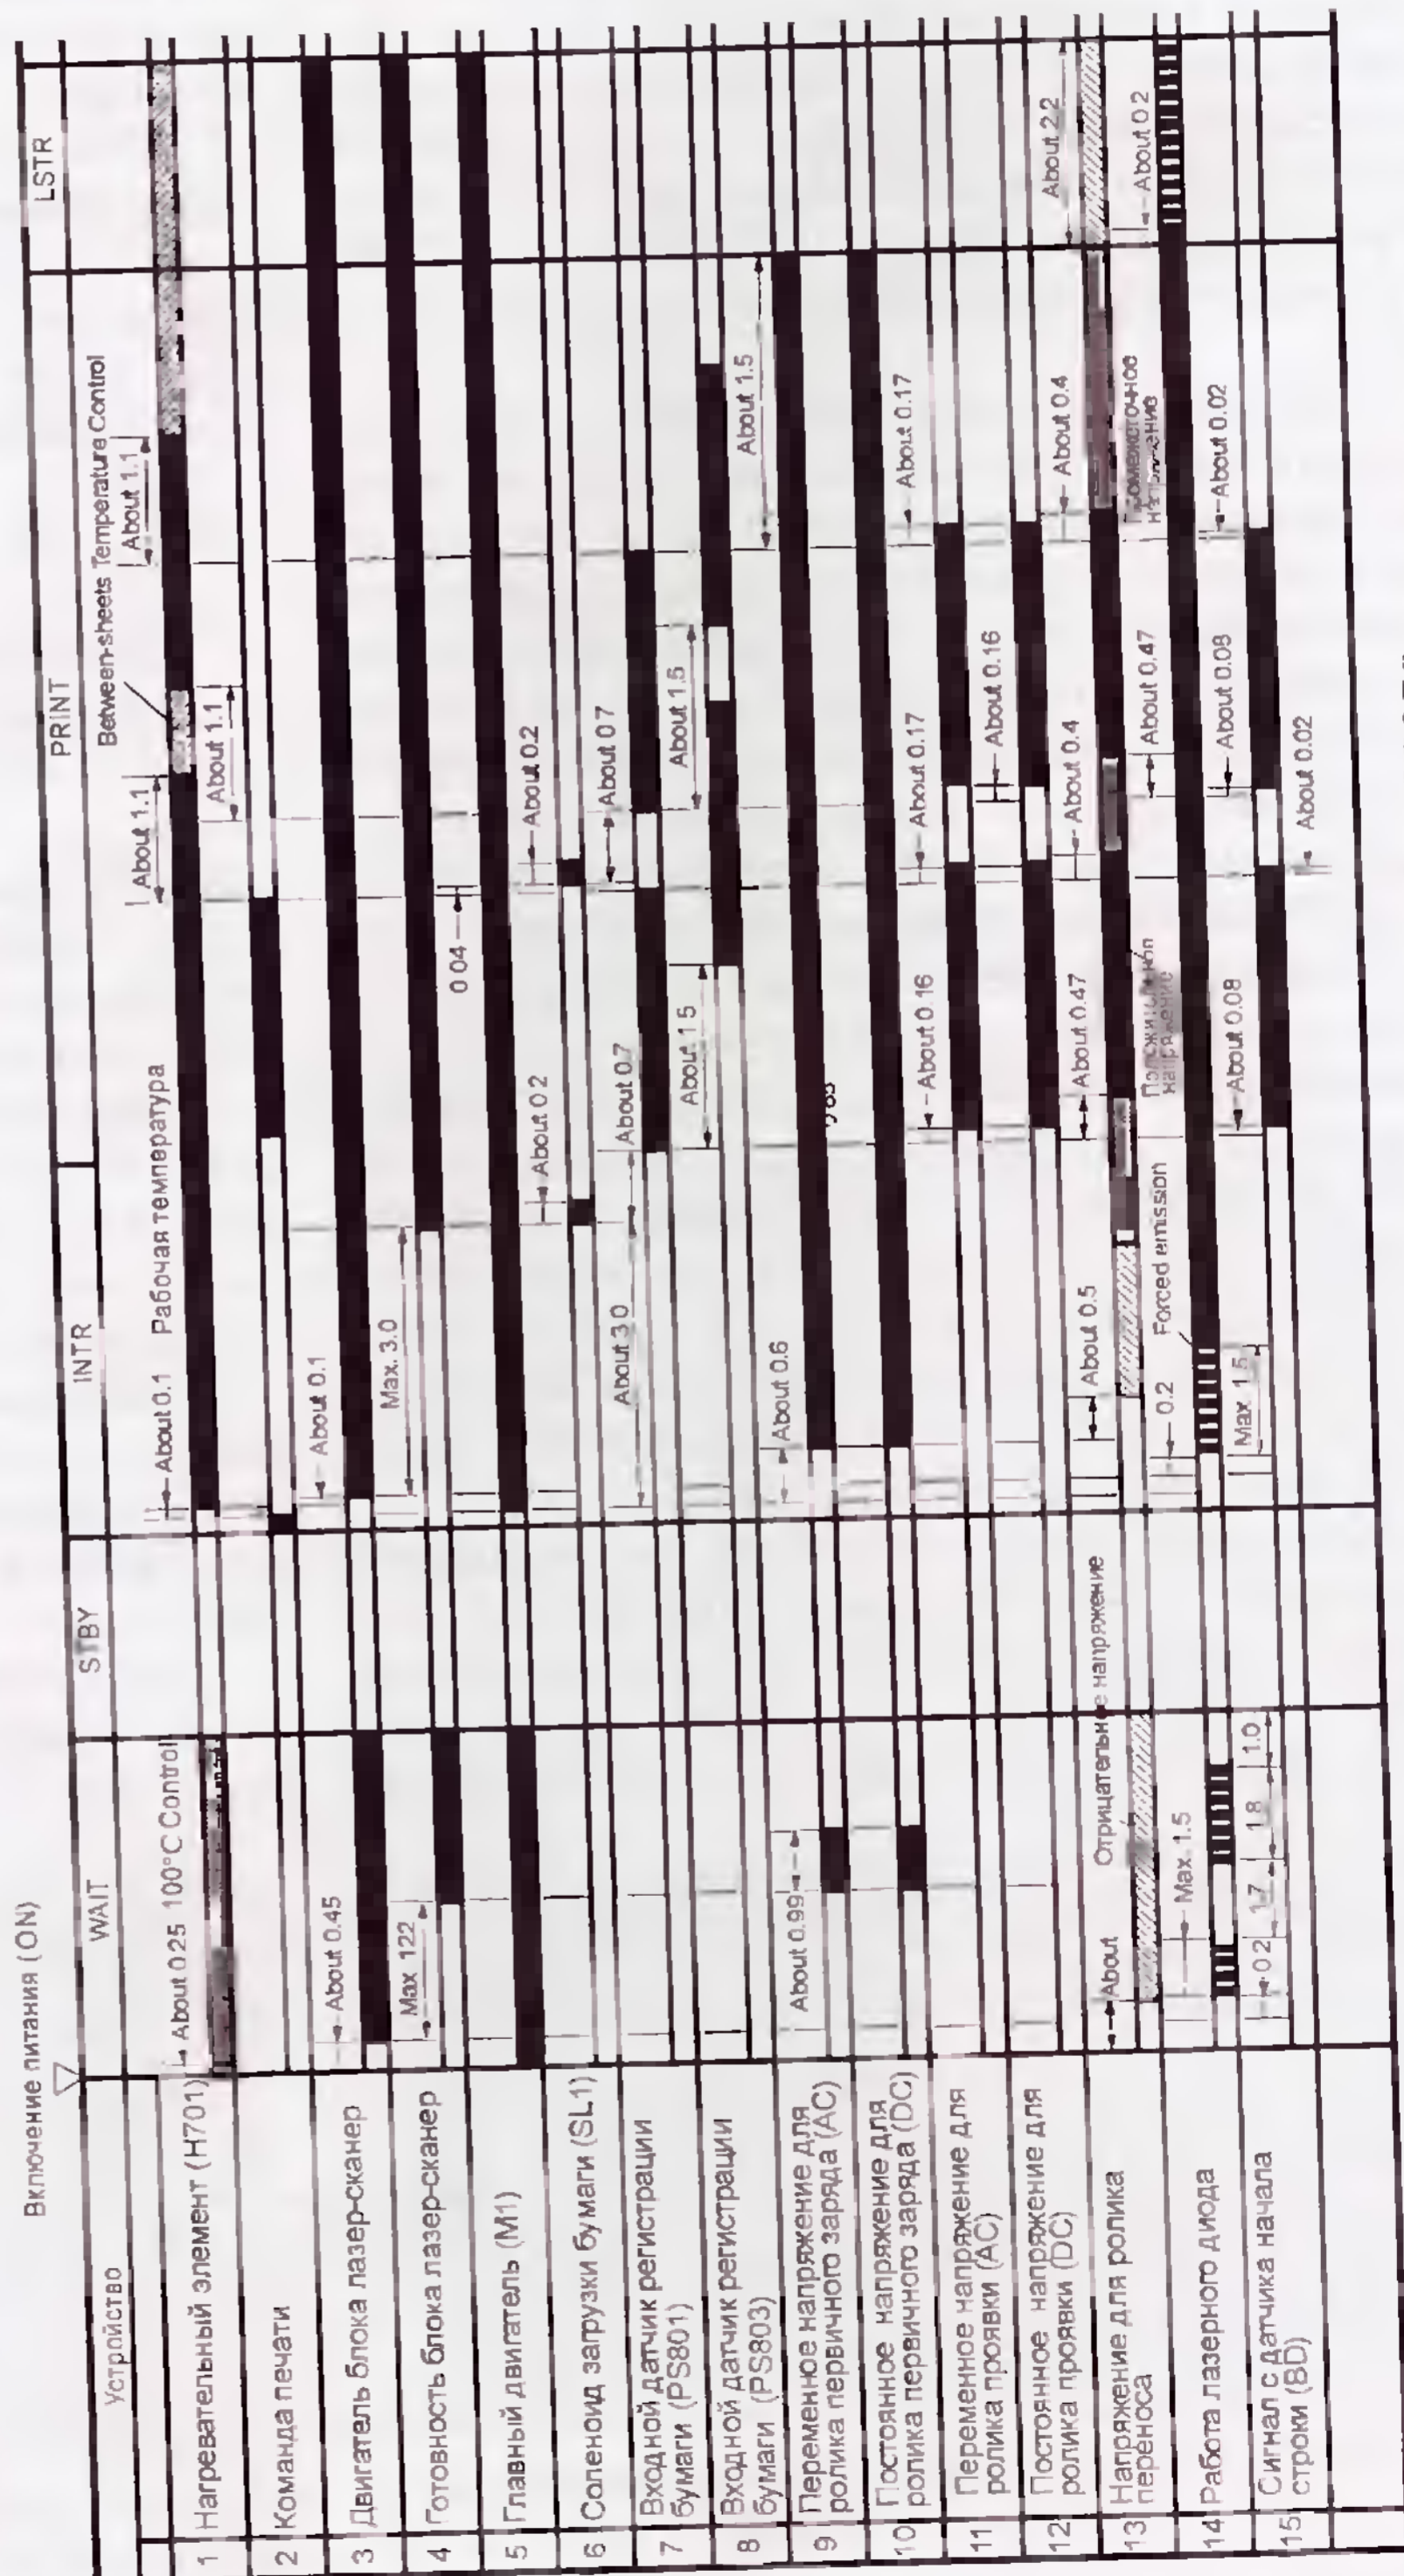 Включение питания (ON)
Устройство
WAIT
STBY
INTR
PRINT
LSTR
1
Нагревательный элемент (H701)
About 0.25 100°C Control
About 0.1
Рабочая температура
About 1.1
Between-sheets Temperature Control
About 1.1
About 1.1
2
Команда печати
3
Двигатель блока лазер-сканер
About 0.45
About 0.1
4
Готовность блока лазер-сканер
Max 122
Max. 3.0
0 04
5
Главный двигатель (M1)
6
Соленоид загрузки бумаги (SL1)
About 0 2
About 0.2
7
Входной датчик регистрации
бумаги (PS801)
About 3.0
About 0.7
About 0 7
8
Входной датчик регистрации
бумаги (PS803)
About 1 5
About 1.5
About 1.5
9
Переменное напряжение для
ролика первичного заряда (AC)
About 0.99
About 0.6
10
Постоянное напряжение для
ролика первичного заряда (DC)
11
Переменное напряжение для
ролика проявки (AC)
About 0.16
About 0.17
About 0.16
About 0.17
12
Постоянное напряжение для
ролика проявки (DC)
13
Напряжение для ролика
переноса
About
Отрицательное напряжение
About 0.5
About 0.47
About 0.4
About 0.47
About 0.4
About 2.2
напряжение
14
Работа лазерного диода
Max. 1.5
0.2
Forced emission
About 0 2
15
Сигнал с датчика начала
строки (BD)
0 2
1.7
1.8
1.0
Max. 1.5
About 0.08
About 0.02
About 0.08
About 0.02